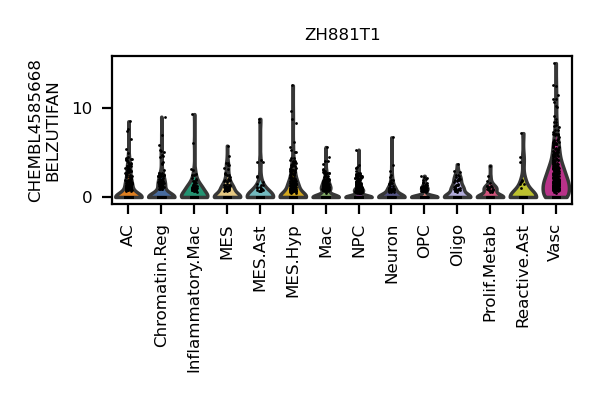 ZH881T1
CHEMBL4585668
BELZUTIFAN
10
0
AC
Chromatin.Reg
Inflammatory.Mac
MES
MES.Ast
MES.Hyp
Mac
NPC
Neuron
OPC
Oligo
Prolif.Metab
Reactive.Ast
Vasc